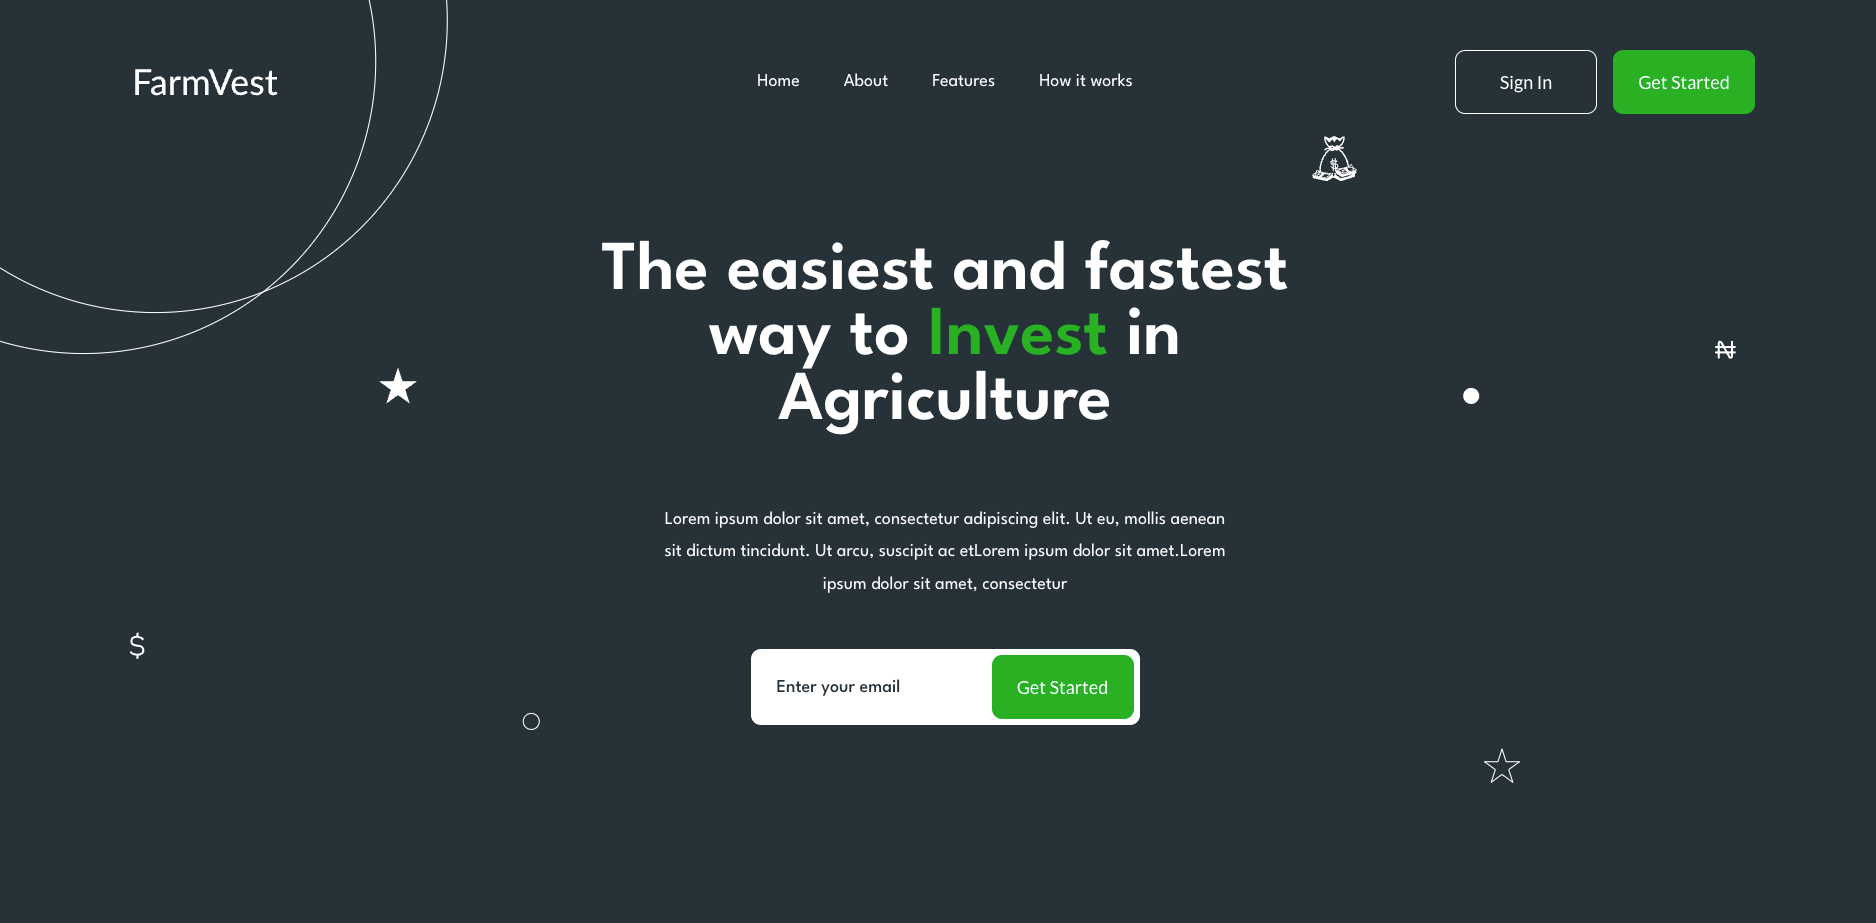 FarmVest
Home
About
Features
How it works
Sign In
Get Started
$
The easiest and fastest
way to Invest in
Agriculture
₦
Lorem ipsum dolor sit amet, consectetur adipiscing elit. Ut eu, mollis aenean
sit dictum tincidunt. Ut arcu, suscipit ac etLorem ipsum dolor sit amet.Lorem
ipsum dolor sit amet, consectetur
$
Enter your email
Get Started